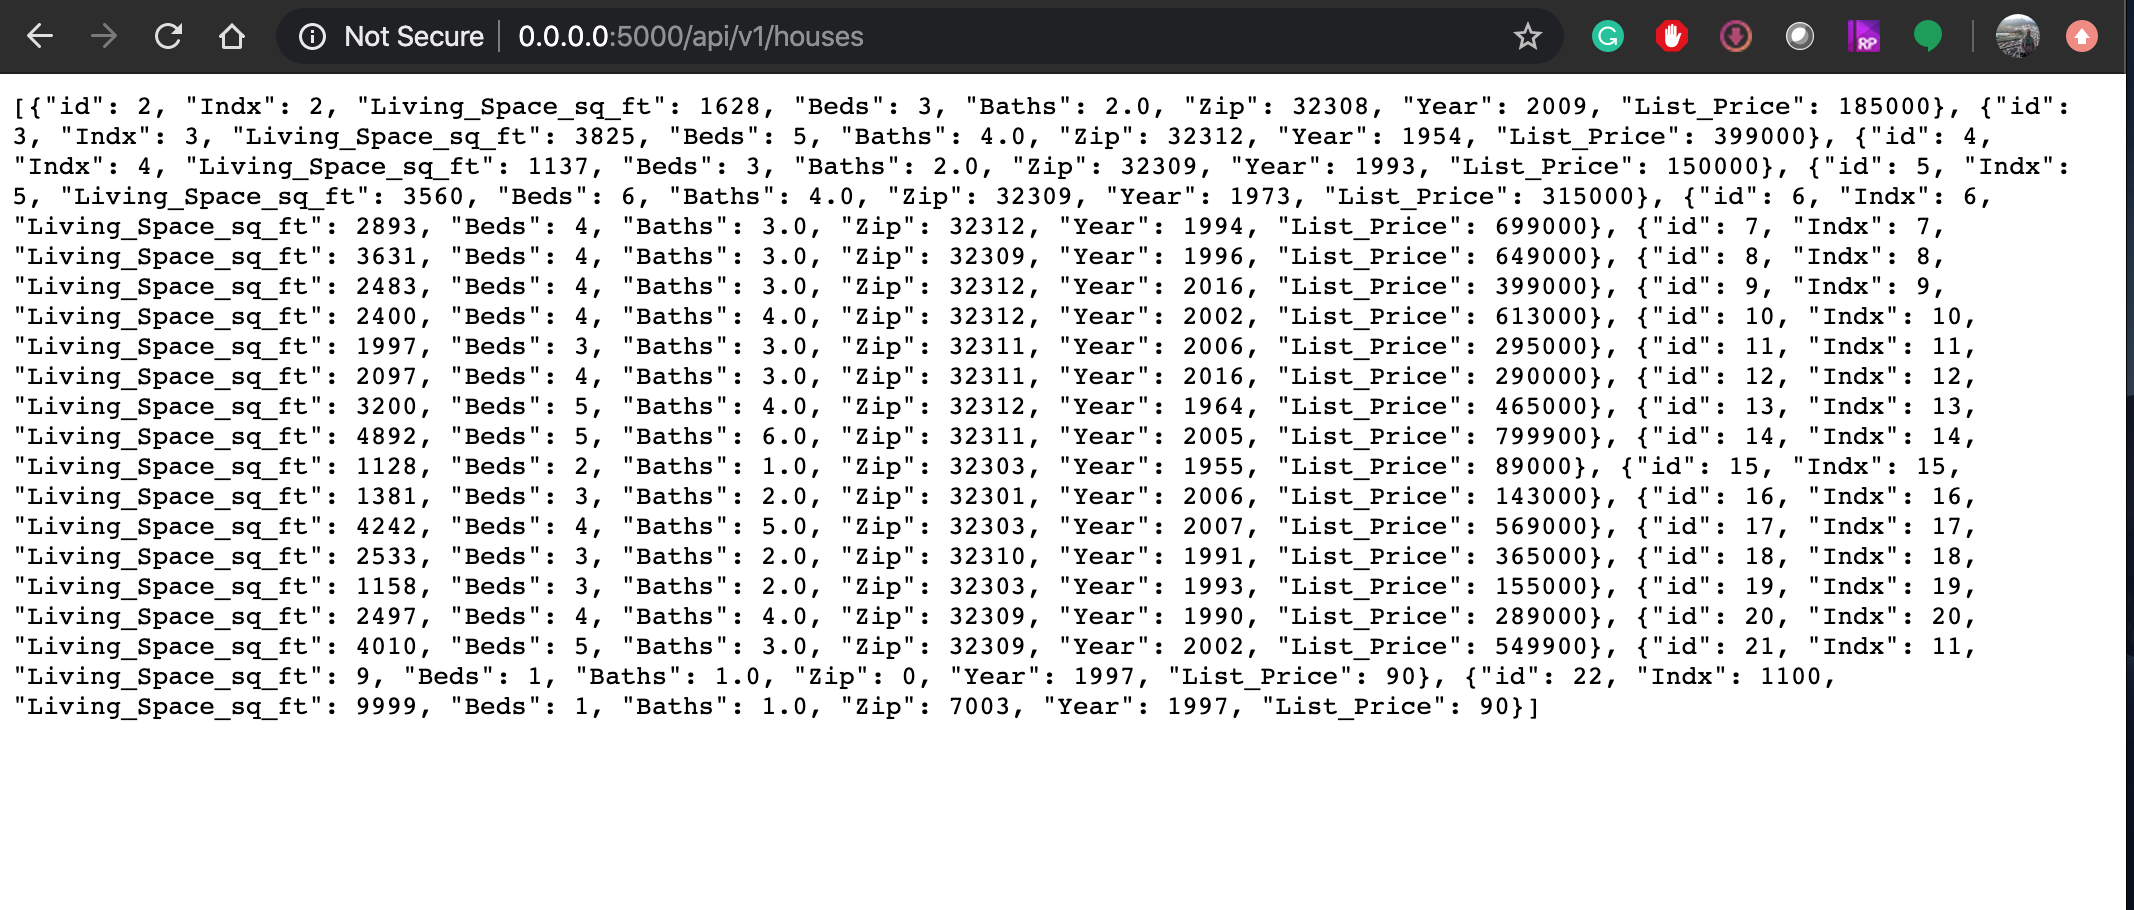 Not Secure | 0.0.0.0:5000/api/v1/houses
RP
[{"id": 2, "Indx": 2, "Living_Space_sq_ft": 1628, "Beds": 3, "Baths": 2.0, "Zip": 32308, "Year": 2009, "List_Price": 185000}, {"id":
3, "Indx": 3, "Living_Space_sq_ft": 3825, "Beds": 5, "Baths": 4.0, "Zip": 32312, "Year": 1954, "List_Price": 399000}, {"id": 4,
"Indx": 4, "Living_Space_sq_ft": 1137, "Beds": 3, "Baths": 2.0, "Zip": 32309, "Year": 1993, "List_Price": 150000}, {"id": 5, "Indx":
5, "Living_Space_sq_ft": 3560, "Beds": 6, "Baths": 4.0, "Zip": 32309, "Year": 1973, "List_Price": 315000}, {"id": 6, "Indx": 6,
"Living_Space_sq_ft": 2893, "Beds": 4, "Baths": 3.0, "Zip": 32312, "Year": 1994, "List_Price": 699000}, {"id": 7, "Indx": 7,
"Living_Space_sq_ft": 3631, "Beds": 4, "Baths": 3.0, "Zip": 32309, "Year": 1996, "List_Price": 649000}, {"id": 8, "Indx": 8,
"Living_Space_sq_ft": 2483, "Beds": 4, "Baths": 3.0, "Zip": 32312, "Year": 2016, "List_Price": 399000}, {"id": 9, "Indx": 9,
"Living_Space_sq_ft": 2400, "Beds": 4, "Baths": 4.0, "Zip": 32312, "Year": 2002, "List_Price": 613000}, {"id": 10, "Indx": 10,
"Living_Space_sq_ft": 1997, "Beds": 3, "Baths": 3.0, "Zip": 32311, "Year": 2006, "List_Price": 295000}, {"id": 11, "Indx": 11,
"Living_Space_sq_ft": 2097, "Beds": 4, "Baths": 3.0, "Zip": 32311, "Year": 2016, "List_Price": 290000}, {"id": 12, "Indx": 12,
"Living_Space_sq_ft": 3200, "Beds": 5, "Baths": 4.0, "Zip": 32312, "Year": 1964, "List_Price": 465000}, {"id": 13, "Indx": 13,
"Living_Space_sq_ft": 4892, "Beds": 5, "Baths": 6.0, "Zip": 32311, "Year": 2005, "List_Price": 799900}, {"id": 14, "Indx": 14,
"Living_Space_sq_ft": 1128, "Beds": 2, "Baths": 1.0, "Zip": 32303, "Year": 1955, "List_Price": 89000}, {"id": 15, "Indx": 15,
"Living_Space_sq_ft": 1381, "Beds": 3, "Baths": 2.0, "Zip": 32301, "Year": 2006, "List_Price": 143000}, {"id": 16, "Indx": 16,
"Living_Space_sq_ft": 4242, "Beds": 4, "Baths": 5.0, "Zip": 32303, "Year": 2007, "List_Price": 569000}, {"id": 17, "Indx": 17,
"Living_Space_sq_ft": 2533, "Beds": 3, "Baths": 2.0, "Zip": 32310, "Year": 1991, "List_Price": 365000}, {"id": 18, "Indx": 18,
"Living_Space_sq_ft": 1158, "Beds": 3, "Baths": 2.0, "Zip": 32303, "Year": 1993, "List_Price": 155000}, {"id": 19, "Indx": 19,
"Living_Space_sq_ft": 2497, "Beds": 4, "Baths": 4.0, "Zip": 32309, "Year": 1990, "List_Price": 289000}, {"id": 20, "Indx": 20,
"Living_Space_sq_ft": 4010, "Beds": 5, "Baths": 3.0, "Zip": 32309, "Year": 2002, "List_Price": 549900}, {"id": 21, "Indx": 11,
"Living_Space_sq_ft": 9, "Beds": 1, "Baths": 1.0, "Zip": 0, "Year": 1997, "List_Price": 90}, {"id": 22, "Indx": 1100,
"Living_Space_sq_ft": 9999, "Beds": 1, "Baths": 1.0, "Zip": 7003, "Year": 1997, "List_Price": 90}]